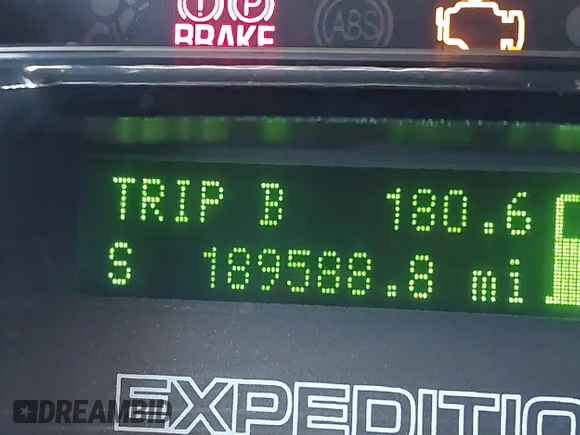 ! P
BRAKE
ABS
TRIP B 180.6
S 189588.8 mi
EXPEDITIO
DREAMBID